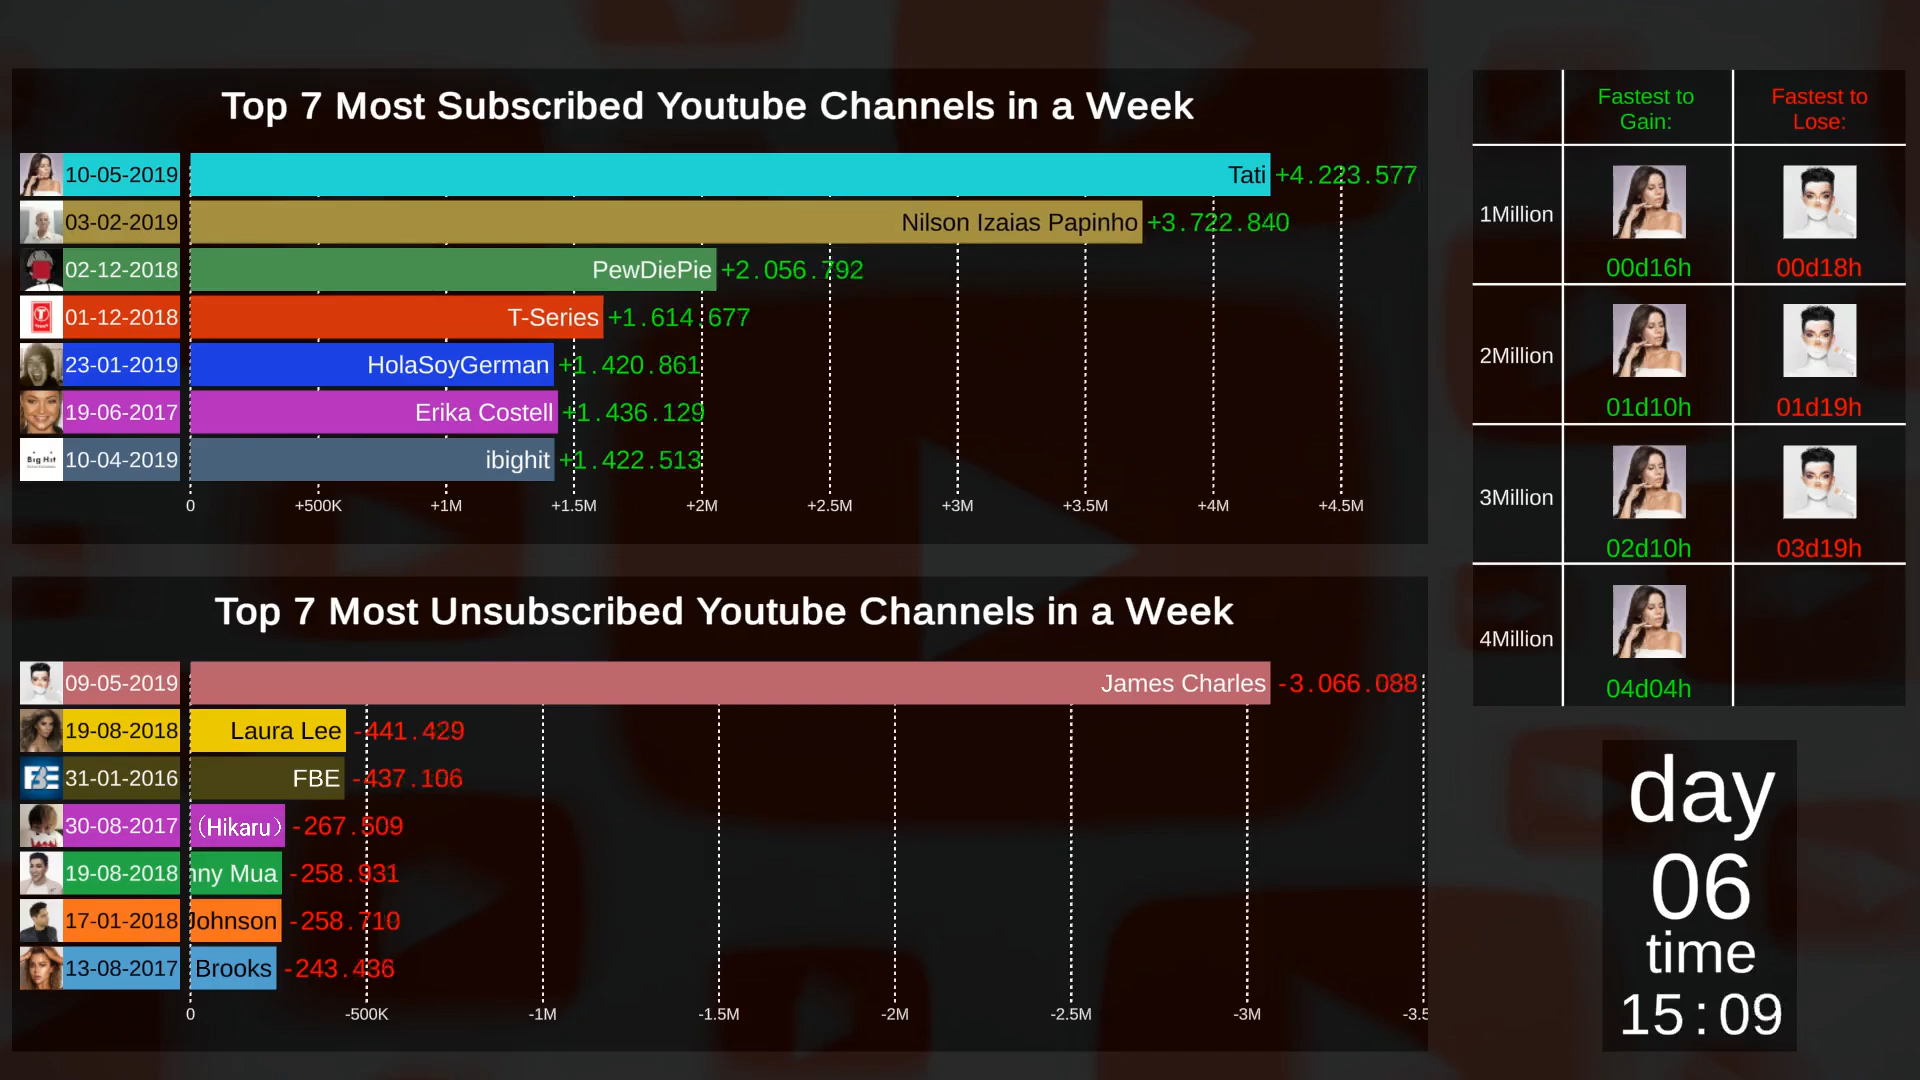 Top 7 Most Subscribed Youtube Channels in a Week
10-05-2019 Tati +4.223.577
03-02-2019 Nilson Izaias Papinho +3.722.840
02-12-2018 PewDiePie +2.056.792
01-12-2018 T-Series +1.614.677
23-01-2019 HolaSoyGerman +1.420.861
19-06-2017 Erika Costell +1.436.129
Big Hit 10-04-2019 ibighit +1.422.513
0 +500K +1M +1.5M +2M +2.5M +3M +3.5M +4M +4.5M
Top 7 Most Unsubscribed Youtube Channels in a Week
09-05-2019 James Charles -3.066.088
19-08-2018 Laura Lee -441.429
FBE 31-01-2016 FBE -437.106
30-08-2017 (Hikaru) -267.509
19-08-2018 nny Mua -258.931
17-01-2018 Johnson -258.710
13-08-2017 Brooks -243.436
0 -500K -1M -1.5M -2M -2.5M -3M -3.5
Fastest to
Gain:
Fastest to
Lose:
1Million
00d16h 00d18h
2Million
01d10h 01d19h
3Million
02d10h 03d19h
4Million
04d04h
day
06
time
15:09